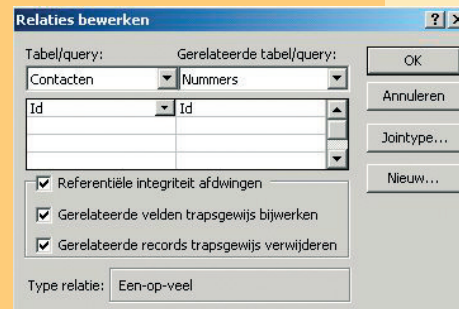 Relaties bewerken
Tabel/query: Gerelateerde tabel/query:
Contacten Nummers
Id Id
Referentiële integriteit afdwingen
Gerelateerde velden trapsgewijs bijwerken
Gerelateerde records trapsgewijs verwijderen
Type relatie: Een-op-veel
OK
Annuleren
Jointype...
Nieuw...